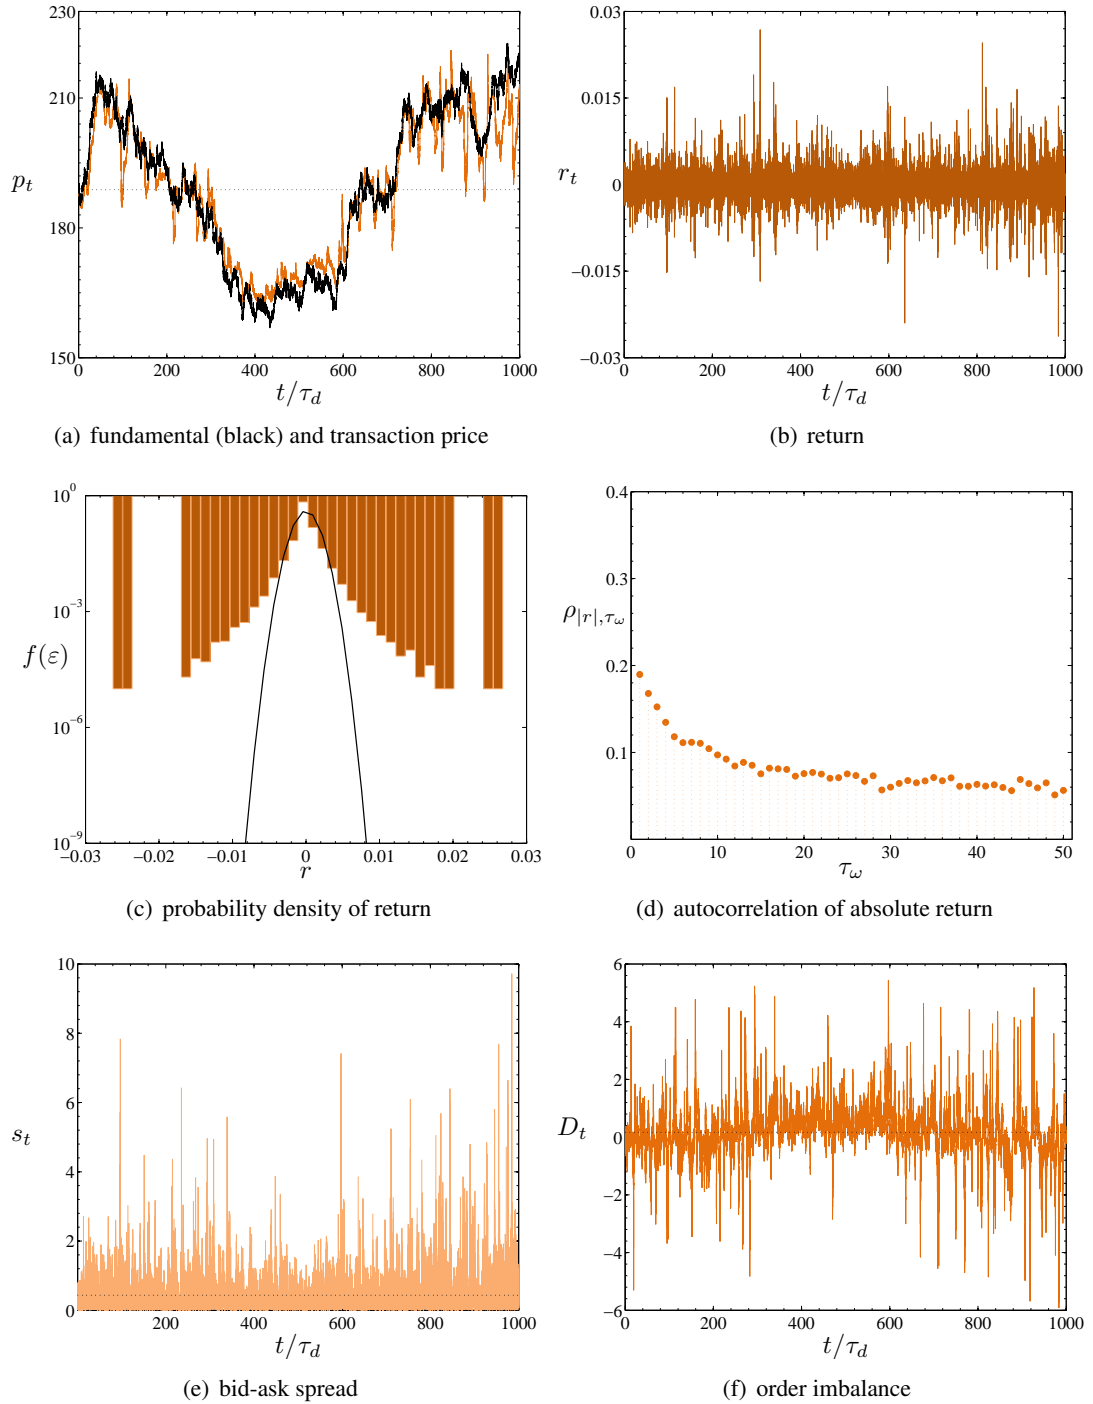 230
210
p_t
180
150
0 200 400 600 800 1000
t/τ_d
(a) fundamental (black) and transaction price
0.03
0.015
r_t
0
−0.015
−0.03
0 200 400 600 800 1000
t/τ_d
(b) return
10^0
10^−3
f(ε)
10^−6
10^−9
−0.03 −0.02 −0.01 0 0.01 0.02 0.03
r
(c) probability density of return
0.4
0.3
ρ_|r|,τ_ω
0.2
0.1
0 10 20 30 40 50
τ_ω
(d) autocorrelation of absolute return
10
8
6
s_t
4
2
0
0 200 400 600 800 1000
t/τ_d
(e) bid-ask spread
6
4
2
D_t
0
−2
−4
−6
0 200 400 600 800 1000
t/τ_d
(f) order imbalance